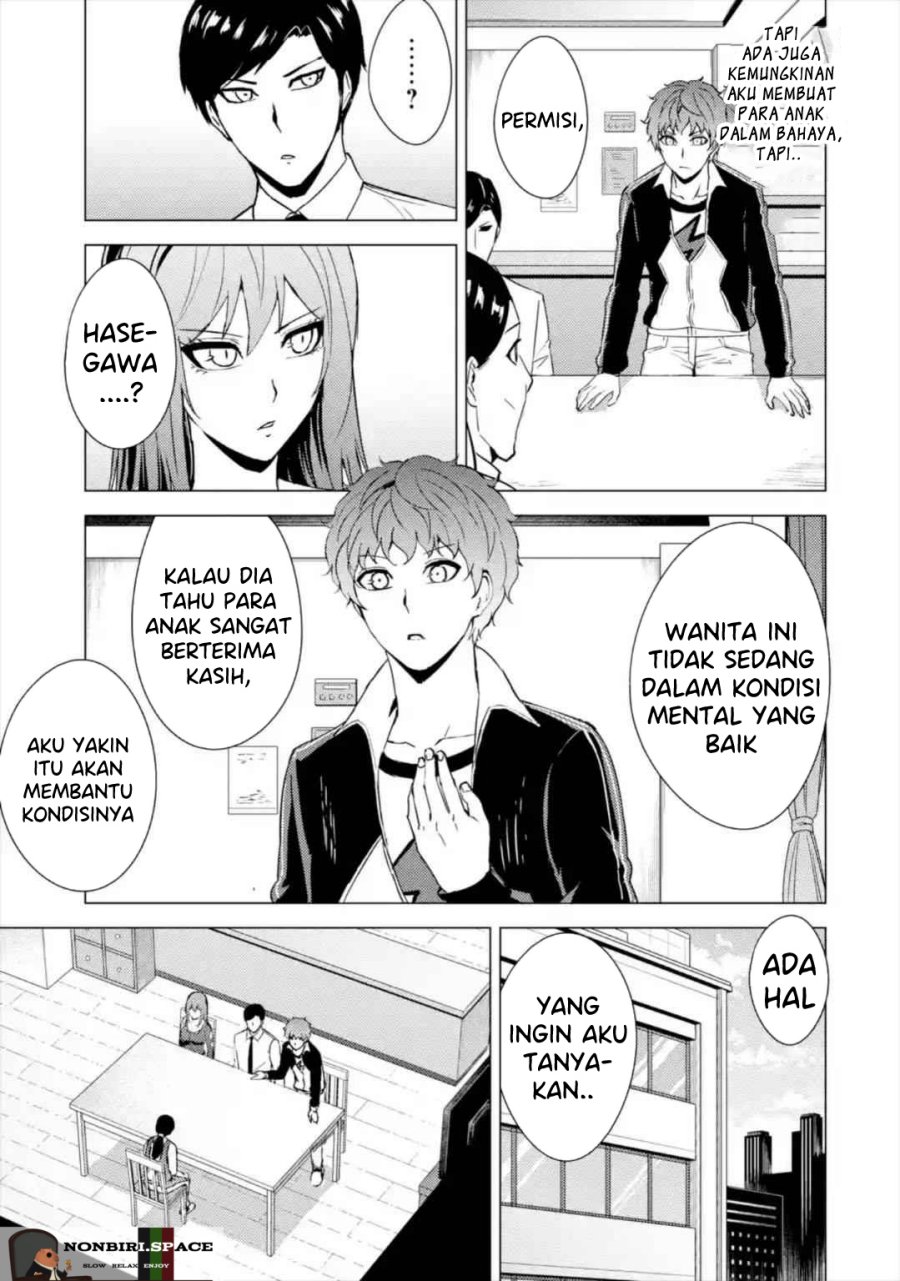 TAPI
ADA JUGA
KEMUNGKINAN
AKU MEMBUAT
PARA ANAK
DALAM BAHAYA,
TAPI..
PERMISI,
......?
HASE-
GAWA
....?
WANITA INI
TIDAK SEDANG
DALAM KONDISI
MENTAL YANG
BAIK
KALAU DIA
TAHU PARA
ANAK SANGAT
BERTERIMA
KASIH,
AKU YAKIN
ITU AKAN
MEMBANTU
KONDISINYA
ADA
HAL
YANG
INGIN AKU
TANYA-
KAN..
NONBIRI.SPACE
SLOW RELAX ENJOY